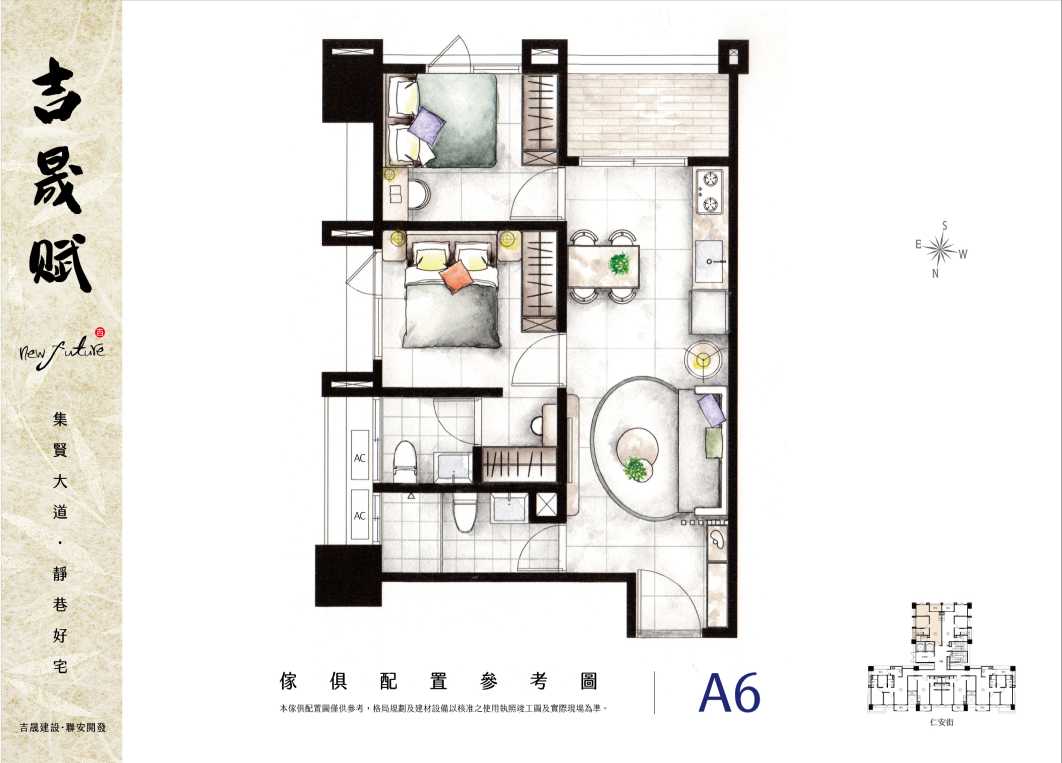 吉晟賦
new future
集賢大道·靜巷好宅
吉晟建設·聯安開發
AC
AC
S
E
W
N
傢俱配置參考圖
本傢俱配置圖僅供參考，格局規劃及建材設備以核准之使用執照竣工圖及實際現場為準。
A6
仁安街